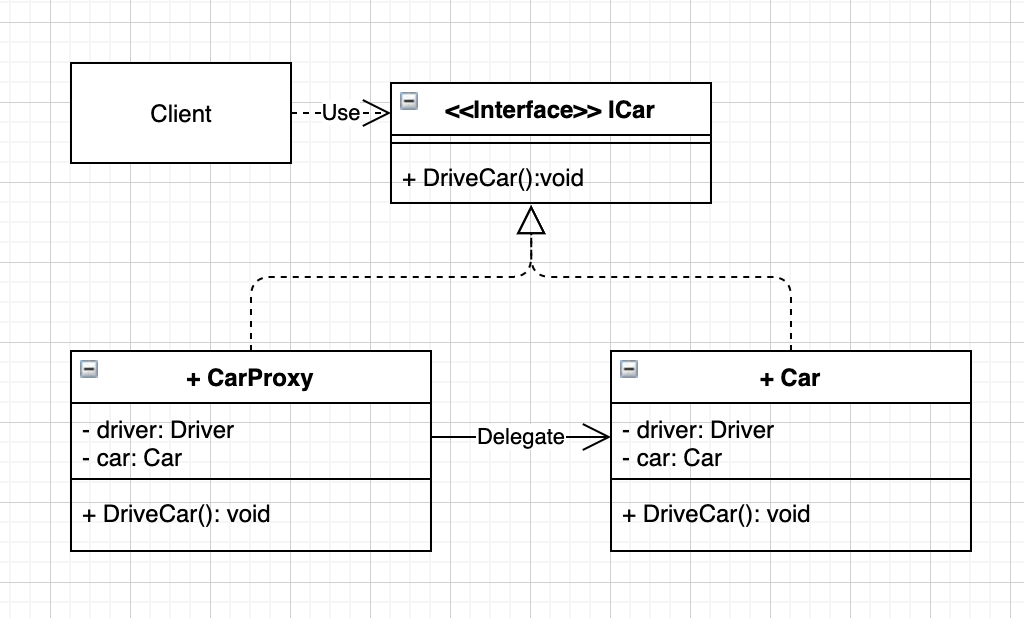 Client
Use
<<Interface>> ICar
+ DriveCar():void
+ CarProxy
- driver: Driver
- car: Car
+ DriveCar(): void
Delegate
+ Car
- driver: Driver
- car: Car
+ DriveCar(): void